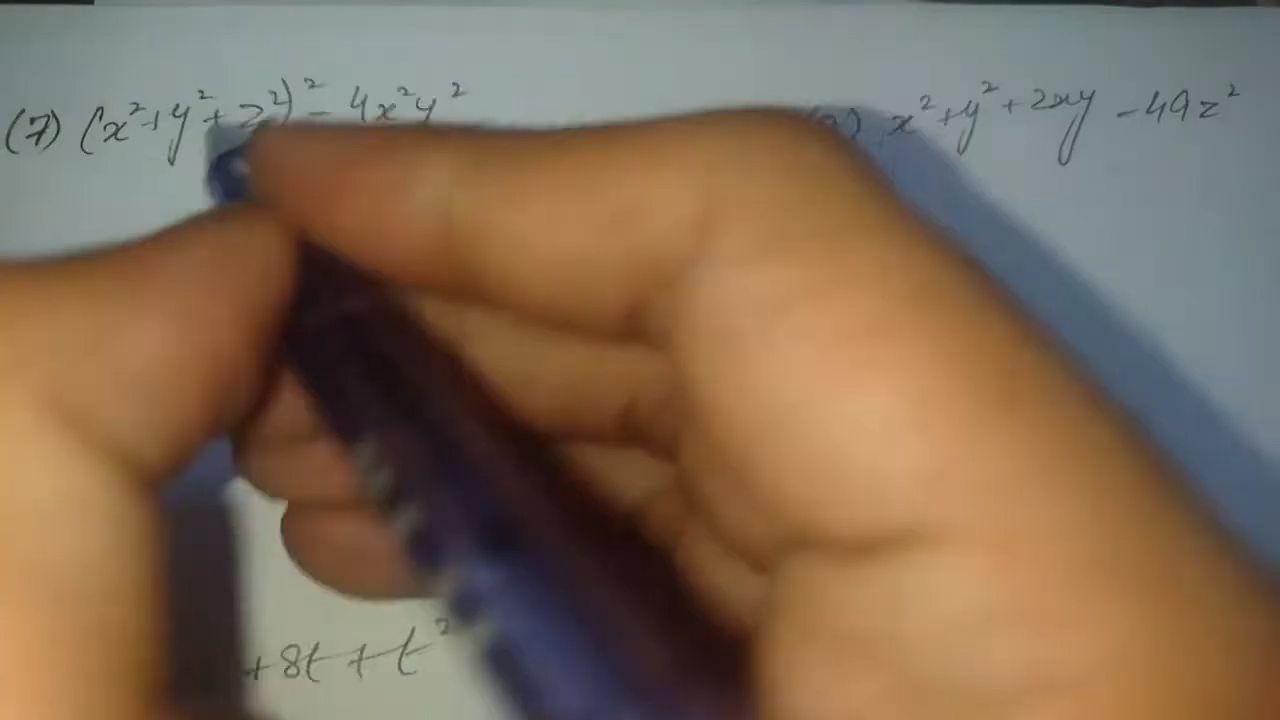 (7) (x²+y²+z²)² - 4x²y²
x²+y²+2xy - 49z²
+8t+t²